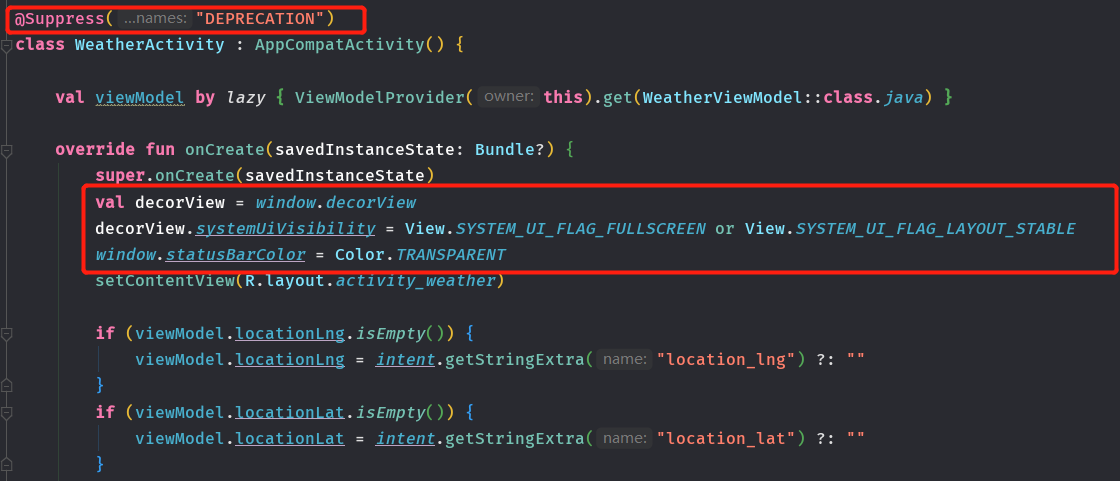 @Suppress( ...names: "DEPRECATION")
class WeatherActivity : AppCompatActivity() {
val viewModel by lazy { ViewModelProvider( owner: this).get(WeatherViewModel::class.java) }
override fun onCreate(savedInstanceState: Bundle?) {
super.onCreate(savedInstanceState)
val decorView = window.decorView
decorView.systemUiVisibility = View.SYSTEM_UI_FLAG_FULLSCREEN or View.SYSTEM_UI_FLAG_LAYOUT_STABLE
window.statusBarColor = Color.TRANSPARENT
setContentView(R.layout.activity_weather)
if (viewModel.locationLng.isEmpty()) {
viewModel.locationLng = intent.getStringExtra( name: "location_lng") ?: ""
}
if (viewModel.locationLat.isEmpty()) {
viewModel.locationLat = intent.getStringExtra( name: "location_lat") ?: ""
}